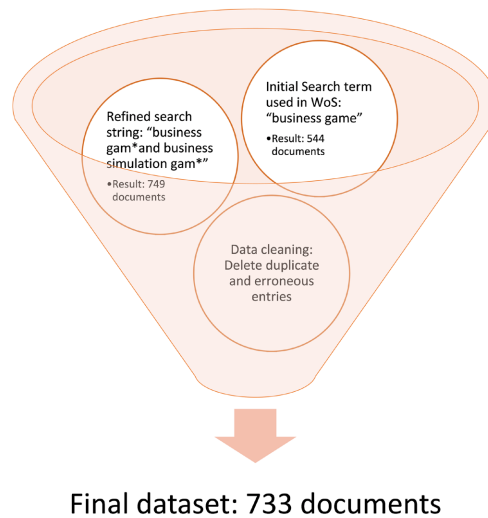 Initial Search term
used in WoS:
“business game”
•Result: 544
documents
Refined search
string: “business
gam*and business
simulation gam*”
•Result: 749
documents
Data cleaning:
Delete duplicate
and erroneous
entries
Final dataset: 733 documents